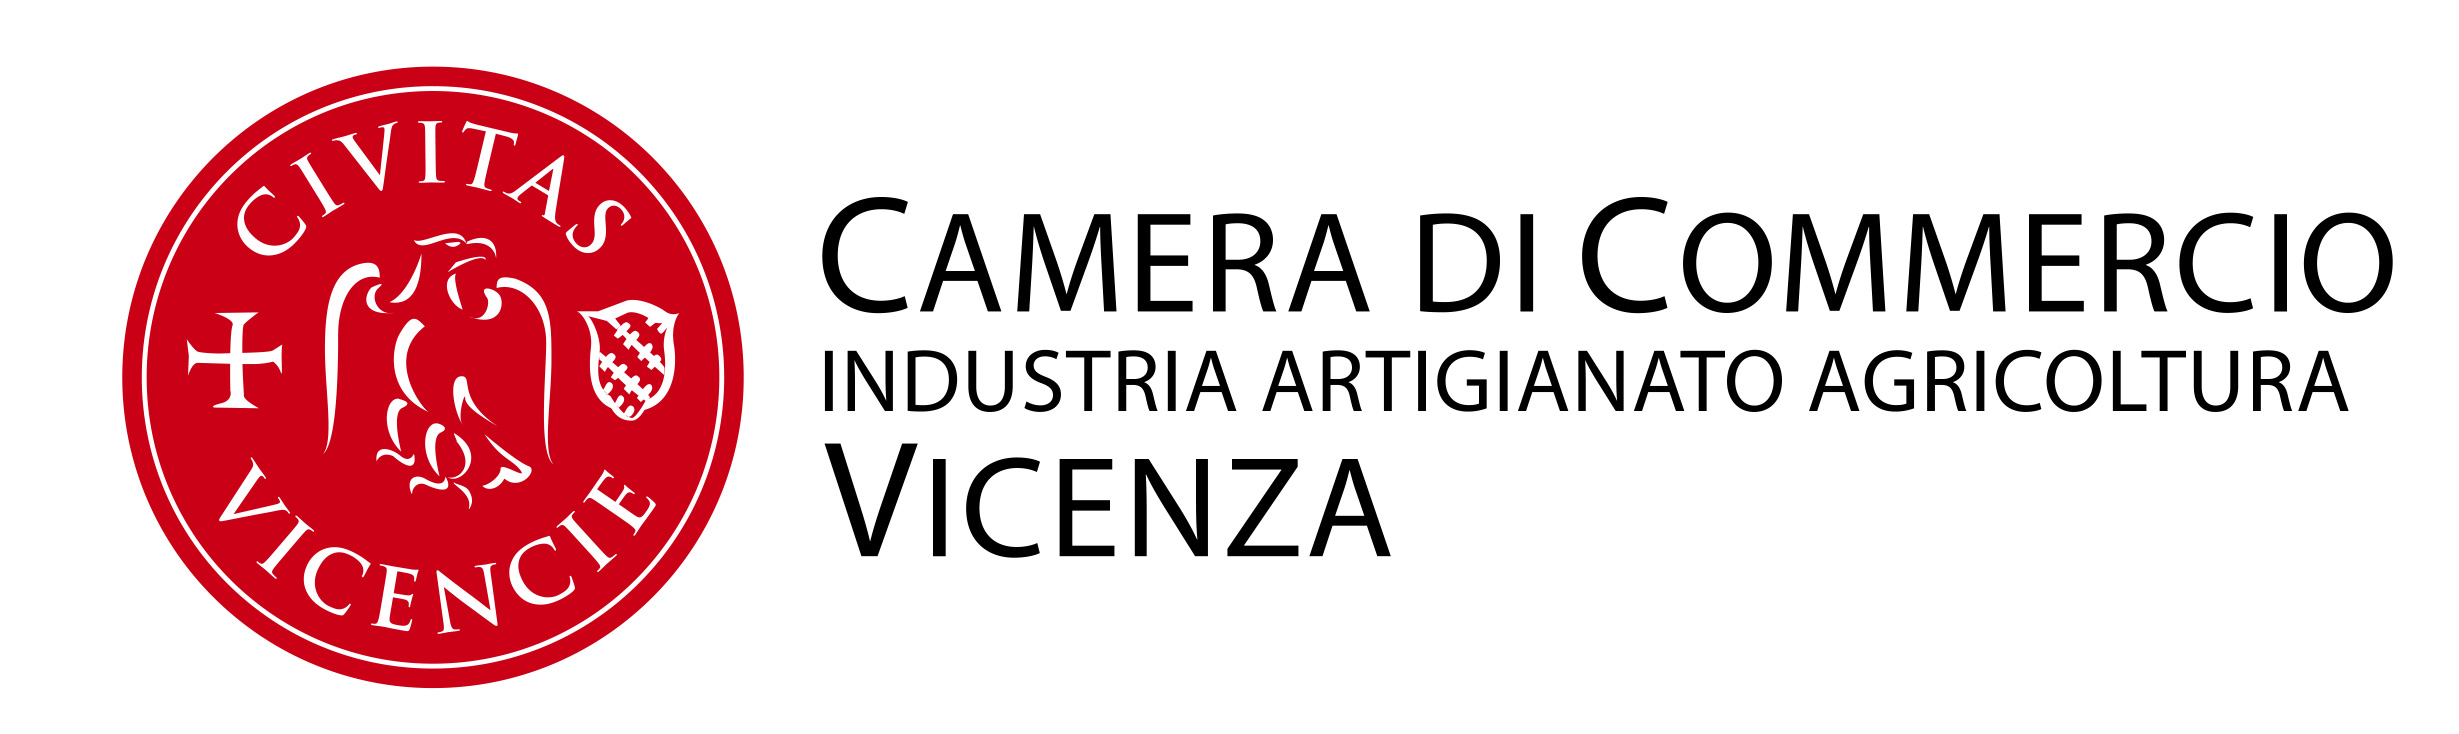 CIVITAS
VICENCIE
CAMERA DI COMMERCIO
INDUSTRIA ARTIGIANATO AGRICOLTURA
VICENZA